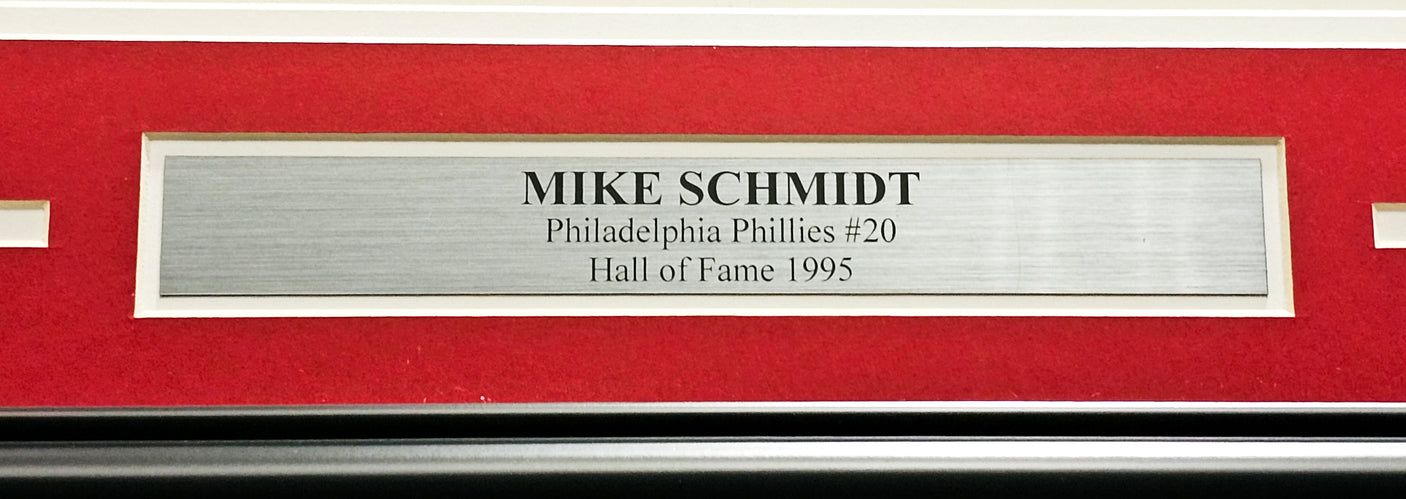 MIKE SCHMIDT
Philadelphia Phillies #20
Hall of Fame 1995